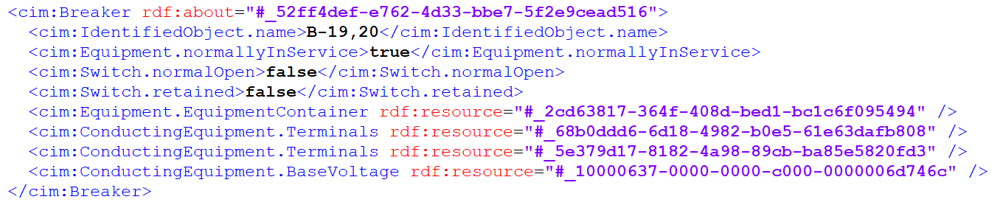 <cim:Breaker rdf:about="#_52ff4def-e762-4d33-bbe7-5f2e9cead516">
<cim:IdentifiedObject.name>B-19,20</cim:IdentifiedObject.name>
<cim:Equipment.normallyInService>true</cim:Equipment.normallyInService>
<cim:Switch.normalOpen>false</cim:Switch.normalOpen>
<cim:Switch.retained>false</cim:Switch.retained>
<cim:Equipment.EquipmentContainer rdf:resource="#_2cd63817-364f-408d-bed1-bc1c6f095494" />
<cim:ConductingEquipment.Terminals rdf:resource="#_68b0ddd6-6d18-4982-b0e5-61e63dafb808" />
<cim:ConductingEquipment.Terminals rdf:resource="#_5e379d17-8182-4a98-89cb-ba85e5820fd3" />
<cim:ConductingEquipment.BaseVoltage rdf:resource="#_10000637-0000-0000-c000-0000006d746c" />
</cim:Breaker>